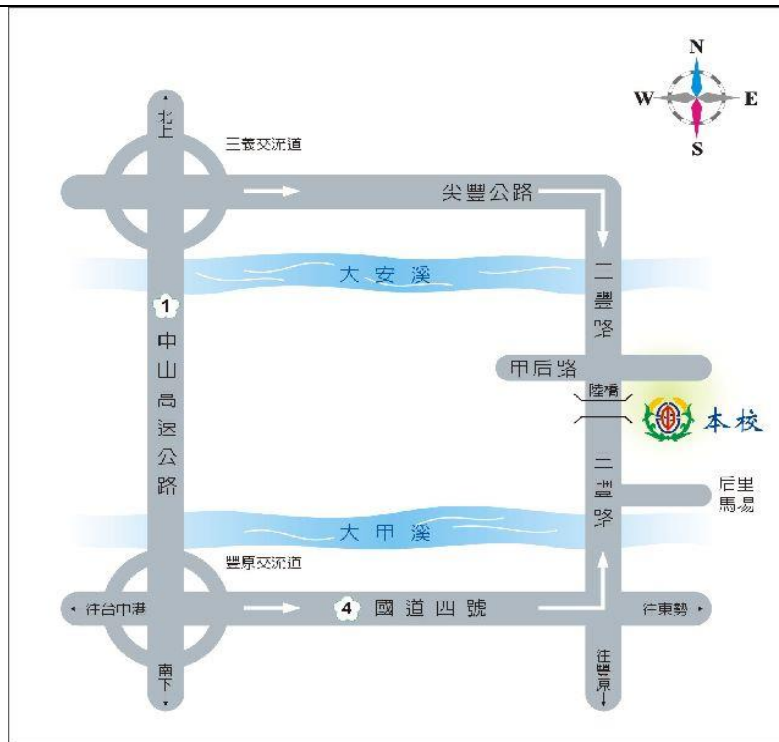 N
W E
S
北上
三義交流道
尖豐公路
大安溪
三豐路
1
中山高速公路
甲后路
陸橋
本校
三豐路
后里
馬場
大甲溪
豐原交流道
往台中港
4 國道四號
往東勢
南下
往豐原